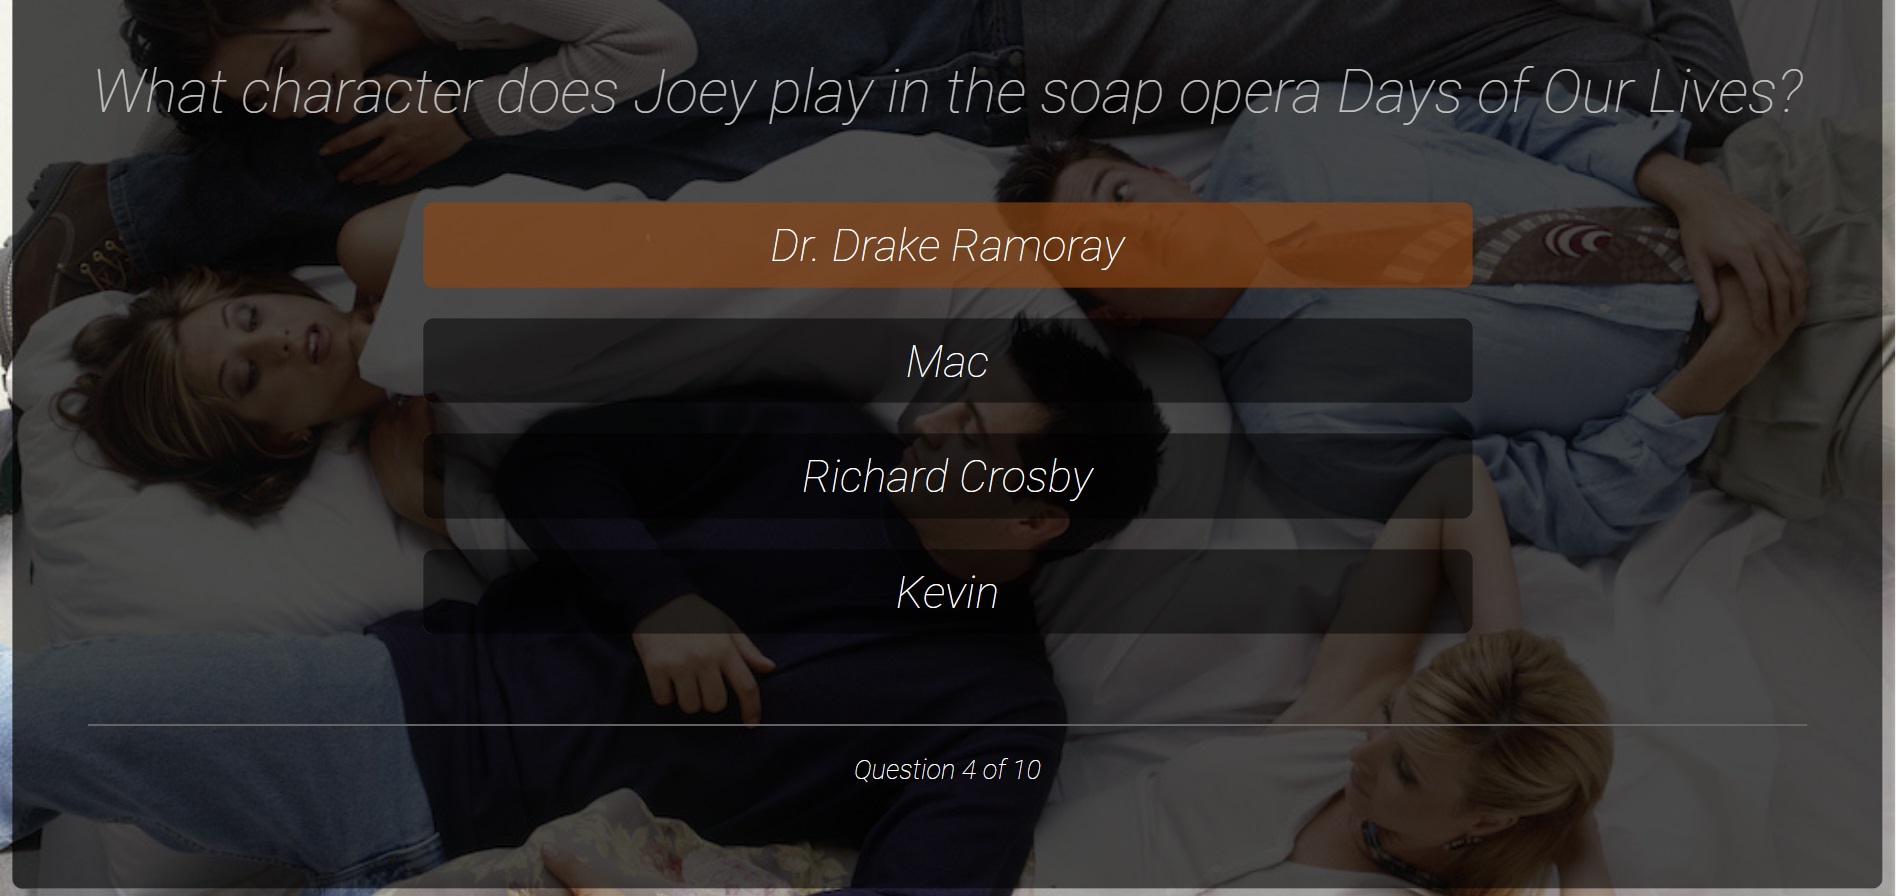 What character does Joey play in the soap opera Days of Our Lives?
Dr. Drake Ramoray
Mac
Richard Crosby
Kevin
Question 4 of 10